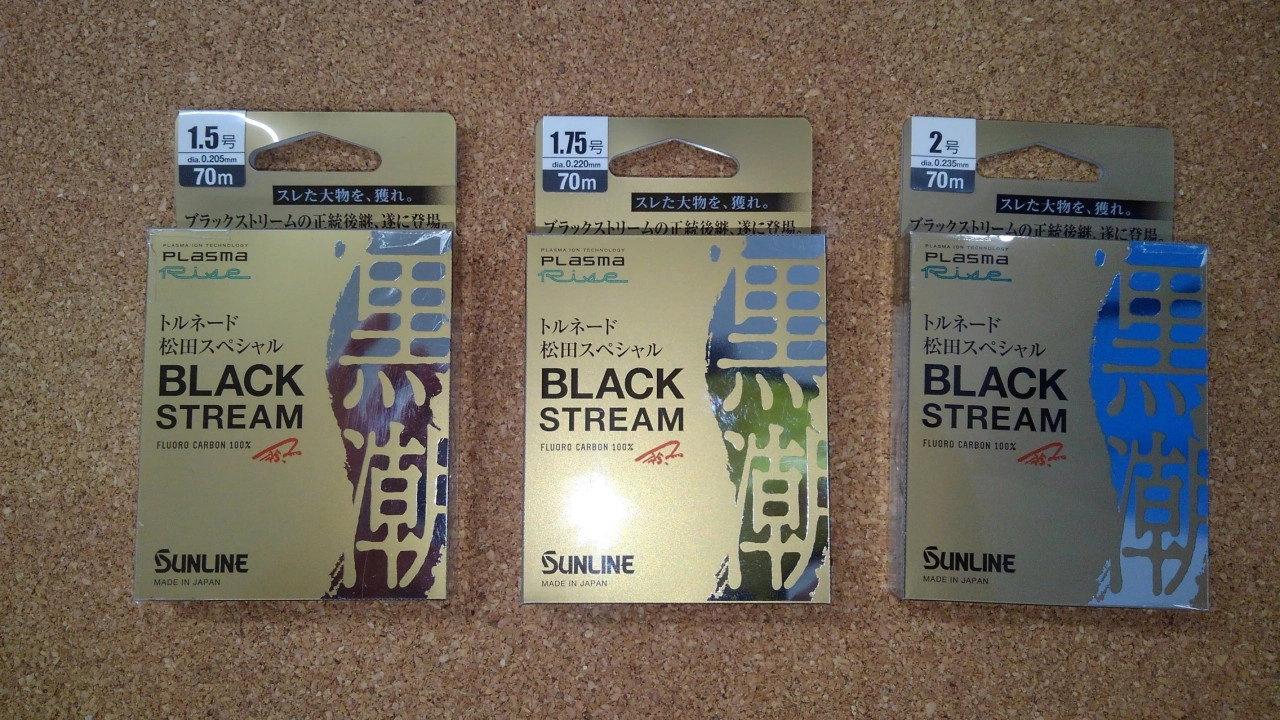 1.5号
dia.0.205mm
70m
スレた大物を、獲れ。
ブラックストリームの正統後継、遂に登場。
PLASMA ION TECHNOLOGY
PLASMA
Rise
トルネード
松田スペシャル
BLACK
STREAM
FLUORO CARBON 100%
黒潮
SUNLINE
MADE IN JAPAN
1.75号
dia.0.220mm
70m
スレた大物を、獲れ。
ブラックストリームの正統後継、遂に登場。
PLASMA ION TECHNOLOGY
PLASMA
Rise
トルネード
松田スペシャル
BLACK
STREAM
FLUORO CARBON 100%
黒潮
SUNLINE
MADE IN JAPAN
2号
dia.0.235mm
70m
スレた大物を、獲れ。
ブラックストリームの正統後継、遂に登場。
PLASMA ION TECHNOLOGY
PLASMA
Rise
トルネード
松田スペシャル
BLACK
STREAM
FLUORO CARBON 100%
黒潮
SUNLINE
MADE IN JAPAN